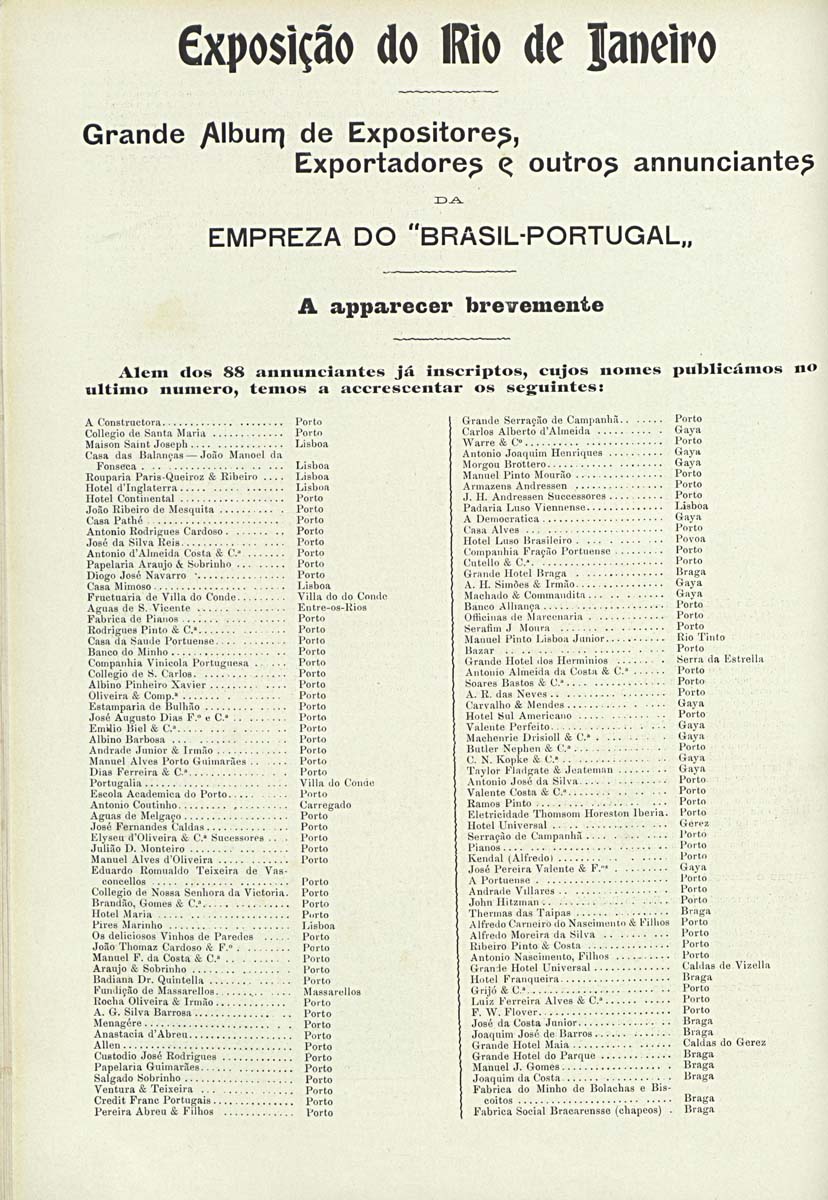 Exposição do Rio de Janeiro
Grande Album de Expositores,
Exportadores e outros annunciantes
DA
EMPREZA DO "BRASIL-PORTUGAL„
A apparecer brevemente
Alem dos 88 annunciantes já inscriptos, cujos nomes publicámos no
ultimo numero, temos a accrescentar os seguintes:
A Constructora.................... Porto
Collegio de Santa Maria ............ Porto
Maison Saint Joseph ............... Lisboa
Casa das Balanças — João Manoel da
Fonseca ......................... Lisboa
Rouparia Paris-Queiroz & Ribeiro .... Lisboa
Hotel d'Inglaterra .................. Lisboa
Hotel Continental .................. Porto
João Ribeiro de Mesquita .......... Porto
Casa Pathé ....................... Porto
Antonio Rodrigues Cardoso ......... Porto
José da Silva Reis.................. Porto
Antonio d'Almeida Costa & C.ª ....... Porto
Papelaria Araujo & Sobrinho ........ Porto
Diogo José Navarro ............... Porto
Casa Mimoso ..................... Lisboa
Fructuaria de Villa do Conde........ Villa do do Conde
Aguas de S. Vicente ............... Entre-os-Rios
Fabrica de Pianos ................. Porto
Rodrigues Pinto & C.ª.............. Porto
Casa da Saude Portuense........... Porto
Banco do Minho................... Porto
Companhia Vinicola Portuguesa ..... Porto
Collegio de S. Carlos............... Porto
Albino Pinheiro Xavier ............. Porto
Oliveira & Comp.ª ................. Porto
Estamparia de Bulhão ............. Porto
José Augusto Dias F.º e C.ª ......... Porto
Emilio Biel & C.ª.................. Porto
Albino Barbosa ................... Porto
Andrade Junior & Irmão............ Porto
Manuel Alves Porto Guimarães ...... Porto
Dias Ferreira & C.ª................ Porto
Portugalia ....................... Villa do Conde
Escola Academica do Porto......... Porto
Antonio Coutinho ................. Carregado
Aguas de Melgaço ................ Porto
José Fernandes Caldas............. Porto
Elyseu d'Oliveira & C.ª Sucessores .... Porto
Julião D. Monteiro ................ Porto
Manuel Alves d'Oliveira ............ Porto
Eduardo Romualdo Teixeira de Vas-
concellos ....................... Porto
Collegio de Nossa Senhora da Victoria. Porto
Brandão, Gomes & C.ª.............. Porto
Hotel Maria ...................... Porto
Pires Marinho .................... Lisboa
Os deliciosos Vinhos de Paredes ..... Porto
João Thomaz Cardoso & F.º ......... Porto
Manuel F. da Costa & C.ª ........... Porto
Araujo & Sobrinho ................ Porto
Badiana Dr. Quintella ............. Porto
Fundição de Massarellos........... Massarellos
Rocha Oliveira & Irmão............ Porto
A. G. Silva Barrosa ............... Porto
Menagére........................ Porto
Anastacia d'Abreu................. Porto
Allen ........................... Porto
Custodio José Rodrigues ........... Porto
Papelaria Guimarães............... Porto
Salgado Sobrinho ................. Porto
Ventura & Teixeira ................ Porto
Credit Franc Portugais............. Porto
Pereira Abreu & Filhos ............ Porto
Grande Serração de Campanhã....... Porto
Carlos Alberto d'Almeida .......... Gaya
Warre & Cº...................... Porto
Antonio Joaquim Henriques ......... Gaya
Morgou Brottero.................. Gaya
Manuel Pinto Mourão.............. Porto
Armazens Andressen .............. Porto
J. H. Andressen Successores ........ Porto
Padaria Luso Viennense............ Lisboa
A Democratica ................... Gaya
Casa Alves ...................... Porto
Hotel Luso Brasileiro ............. Povoa
Companhia Fração Portuense ....... Porto
Cutello & C.ª..................... Porto
Grande Hotel Braga .............. Braga
A. H. Simões & Irmão.............. Gaya
Machado & Commandita ........... Gaya
Banco Alliança................... Porto
Officinas de Marcenaria ........... Porto
Serafim J Moura ................. Porto
Manuel Pinto Lisboa Junior......... Rio Tinto
Bazar .......................... Porto
Grande Hotel dos Herminios ....... Serra da Estrella
Antonio Almeida da Costa & C.ª ..... Porto
Soares Bastos & C.ª............... Porto
A. R. das Neves .................. Porto
Carvalho & Mendes............... Gaya
Hotel Sul Americano .............. Porto
Valente Perfeito.................. Gaya
Machenrie Drisioll & C.ª ........... Gaya
Butler Nephen & C.ª............... Porto
C. N. Kopke & C.ª................. Gaya
Taylor Fladgate & Jeateman ........ Gaya
Antonio José da Silva.............. Porto
Valente Costa & C.ª............... Porto
Ramos Pinto .................... Porto
Eletricidade Thomsom Horeston Iberia. Porto
Hotel Universal .................. Gerez
Serração de Campanhã ............ Porto
Pianos.......................... Porto
Kendal (Alfredo) ................. Porto
José Pereira Valente & F.ºˢ ......... Gaya
A Portuense ..................... Porto
Andrade Villares ................. Porto
John Hitzman ................... Porto
Thermas das Taipas .............. Braga
Alfredo Carneiro do Nascimento & Filhos Porto
Alfredo Moreira da Silva ........... Porto
Ribeiro Pinto & Costa ............. Porto
Antonio Nascimento, Filhos ........ Porto
Grande Hotel Universal ............ Caldas de Vizella
Hotel Franqueira................. Braga
Grijó & C.ª...................... Porto
Luiz Ferreira Alves & C.ª........... Porto
F. W. Flover..................... Porto
José da Costa Junior.............. Braga
Joaquim José de Barros............ Braga
Grande Hotel Maia ............... Caldas do Gerez
Grande Hotel do Parque ........... Braga
Manuel J. Gomes................. Braga
Joaquim da Costa................. Braga
Fabrica do Minho de Bolachas e Bis-
coitos ......................... Braga
Fabrica Social Bracarensse (chapeos) . Braga